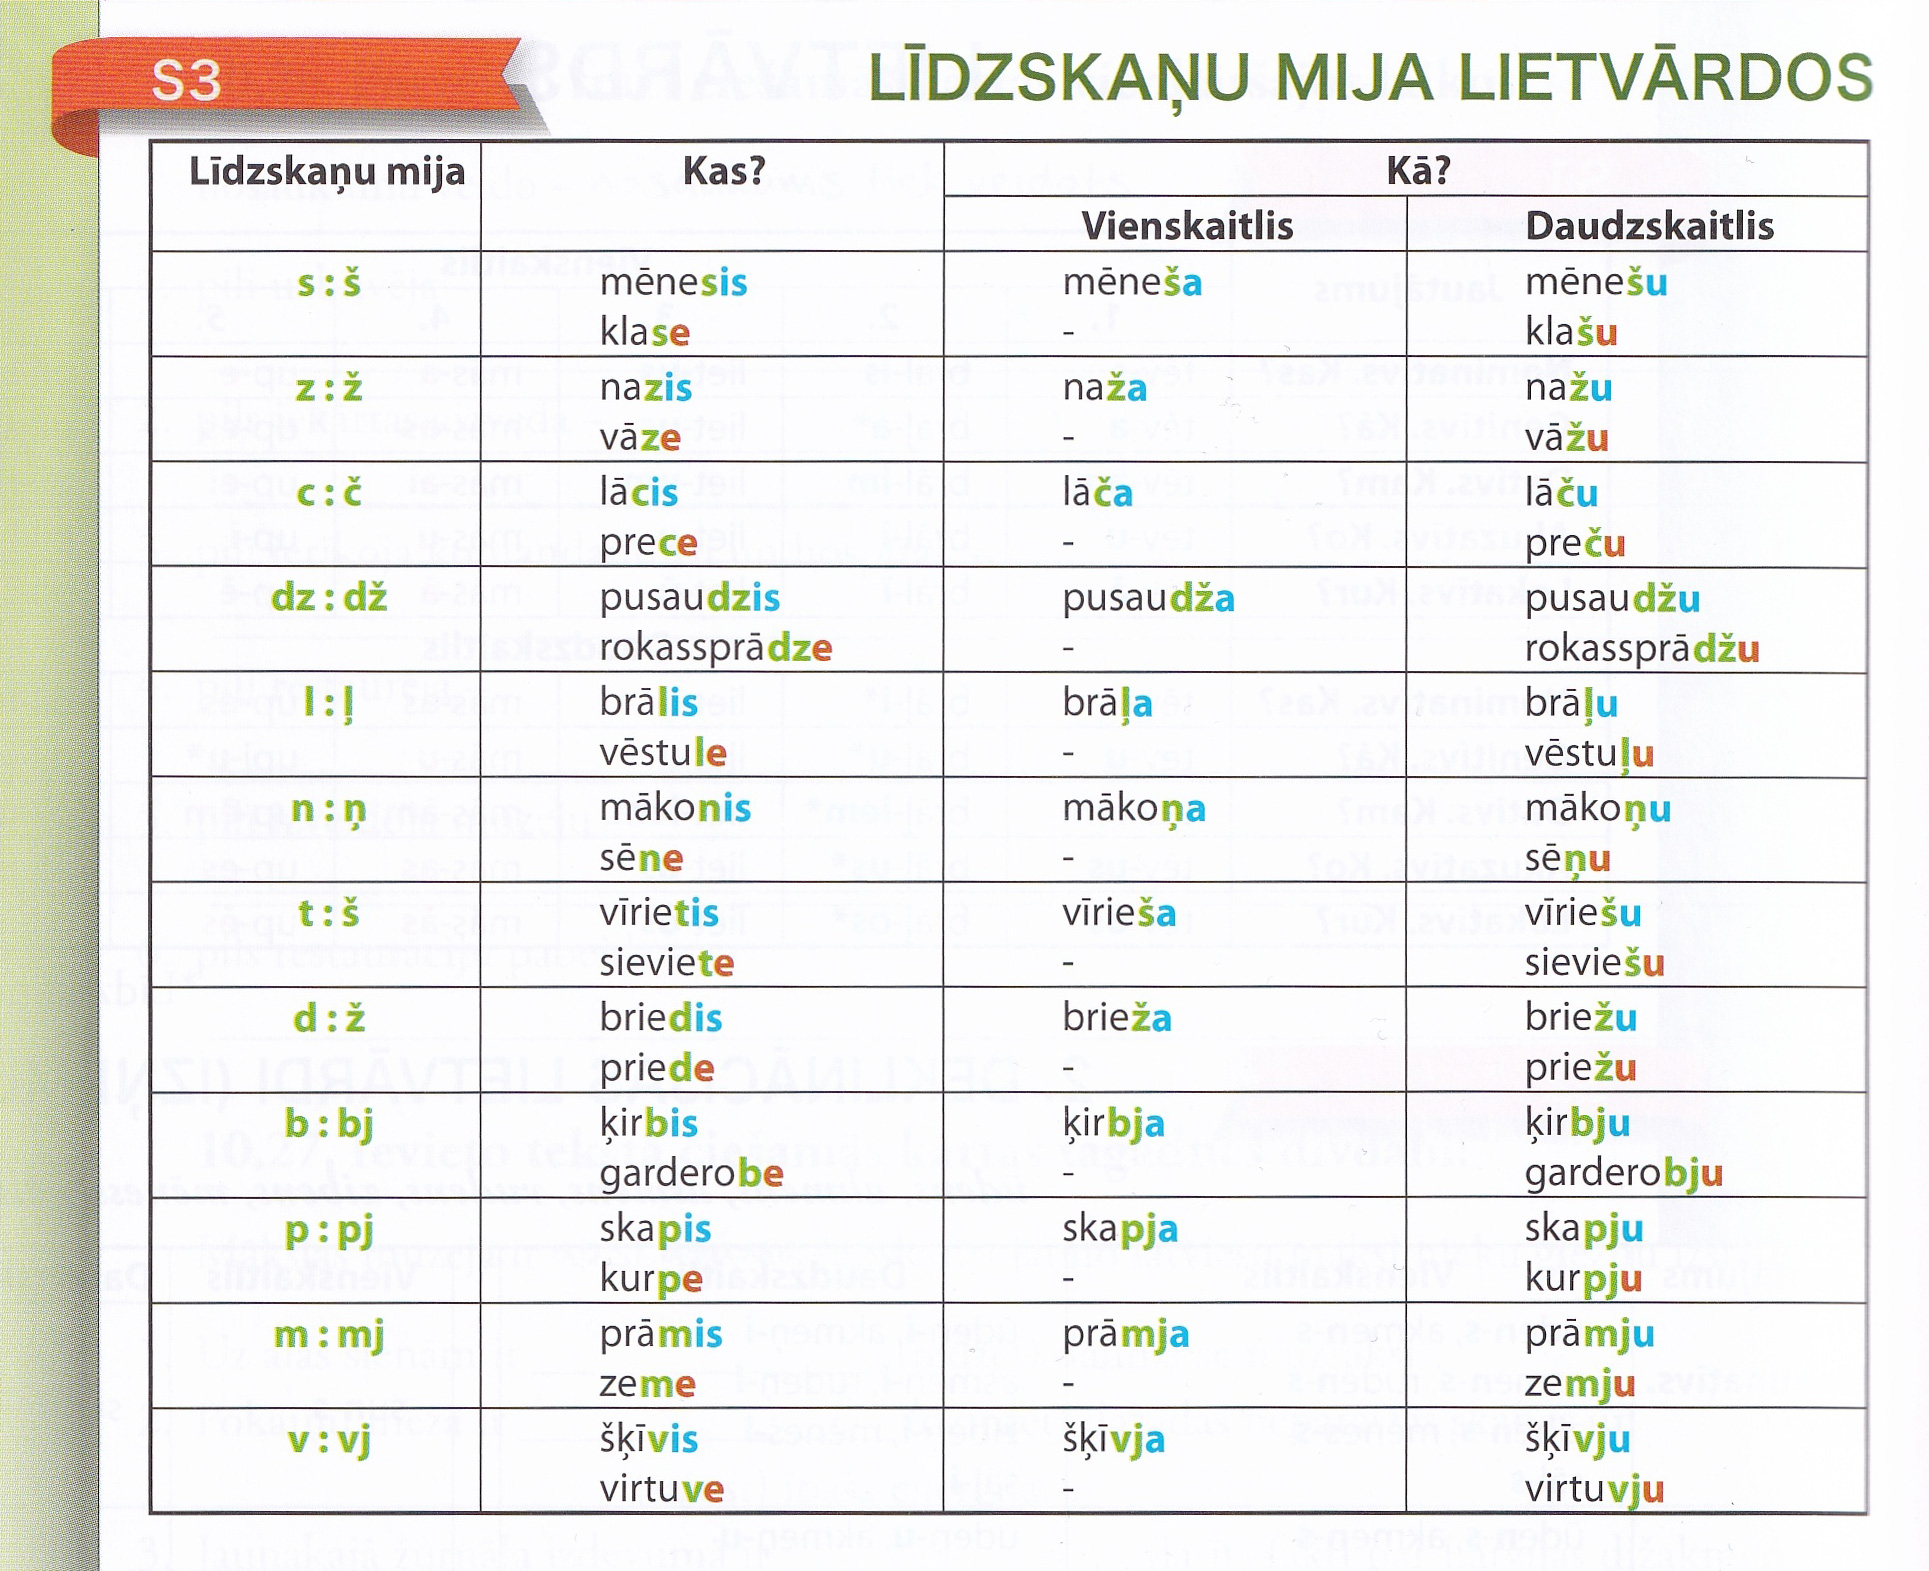 S3
LĪDZSKAŅU MIJA LIETVĀRDOS
Līdzskaņu mija Kas? Kā?
Vienskaitlis Daudzskaitlis
s : š mēnesis mēneša mēnešu
klase - klašu
z : ž nazis naža nažu
vāze - vāžu
c : č lācis lāča lāču
prece - preču
dz : dž pusaudzis pusaudža pusaudžu
rokassprādze - rokassprādžu
l : ļ brālis brāļa brāļu
vēstule - vēstuļu
n : ņ mākonis mākoņa mākoņu
sēne - sēņu
t : š vīrietis vīrieša vīriešu
sieviete - sieviešu
d : ž briedis brieža briežu
priede - priežu
b : bj ķirbis ķirbja ķirbju
garderobe - garderobju
p : pj skapis skapja skapju
kurpe - kurpju
m : mj prāmis prāmja prāmju
zeme - zemju
v : vj šķīvis šķīvja šķīvju
virtuve - virtuvju